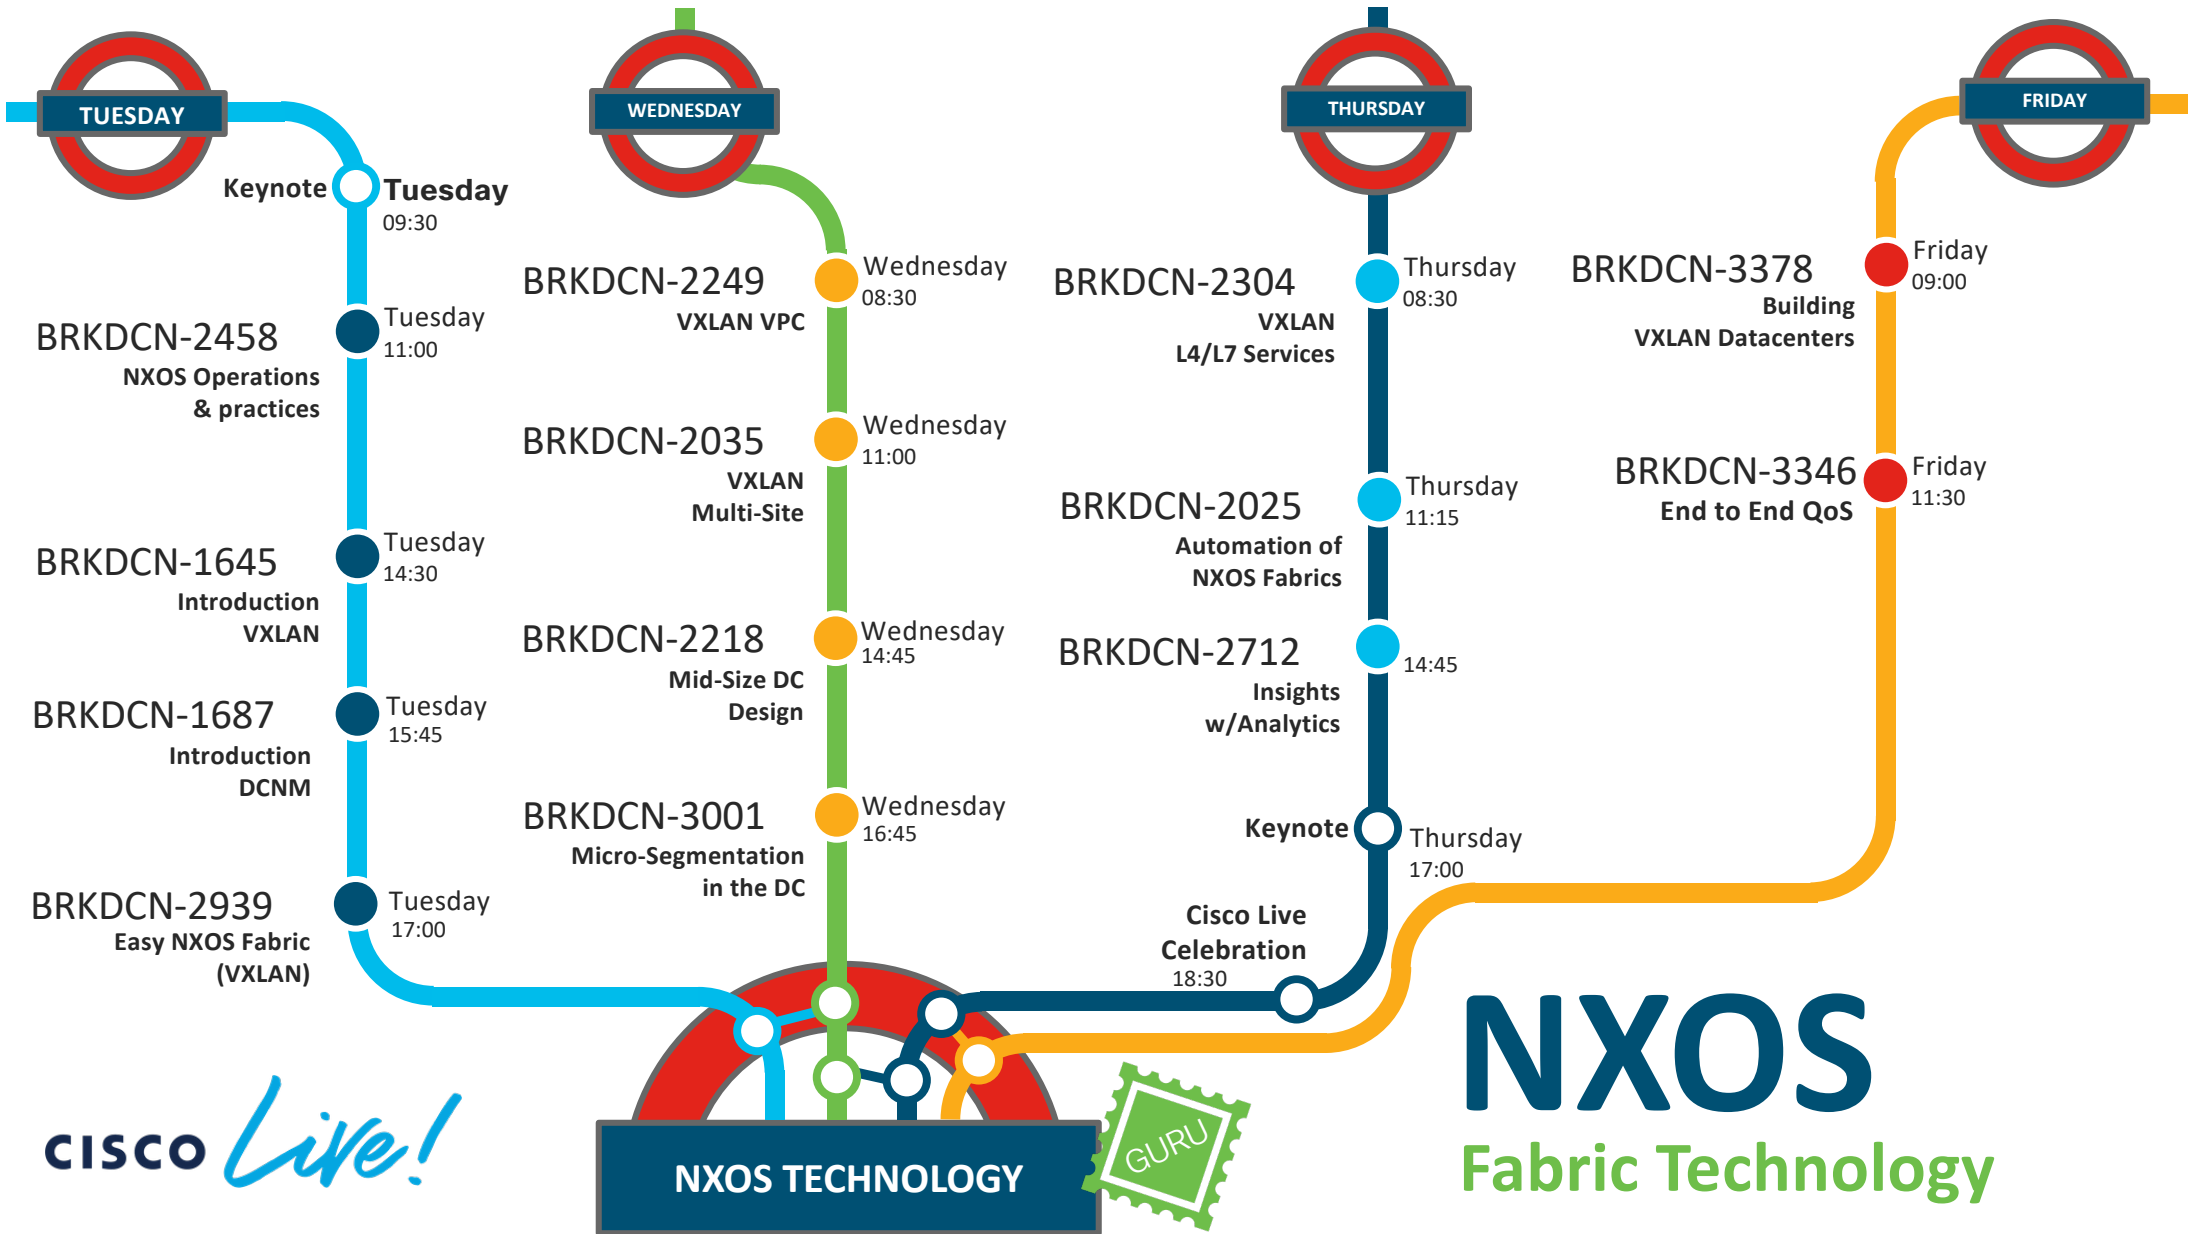 TUESDAY
Keynote
Tuesday
09:30
BRKDCN-2458
NXOS Operations
& practices
Tuesday
11:00
BRKDCN-1645
Introduction
VXLAN
Tuesday
14:30
BRKDCN-1687
Introduction
DCNM
Tuesday
15:45
BRKDCN-2939
Easy NXOS Fabric
(VXLAN)
Tuesday
17:00
WEDNESDAY
BRKDCN-2249
VXLAN VPC
Wednesday
08:30
BRKDCN-2035
VXLAN
Multi-Site
Wednesday
11:00
BRKDCN-2218
Mid-Size DC
Design
Wednesday
14:45
BRKDCN-3001
Micro-Segmentation
in the DC
Wednesday
16:45
THURSDAY
BRKDCN-2304
VXLAN
L4/L7 Services
Thursday
08:30
BRKDCN-2025
Automation of
NXOS Fabrics
Thursday
11:15
BRKDCN-2712
Insights
w/Analytics
14:45
Keynote
Thursday
17:00
Cisco Live
Celebration
18:30
FRIDAY
BRKDCN-3378
Building
VXLAN Datacenters
Friday
09:00
BRKDCN-3346
End to End QoS
Friday
11:30
CISCO Live!
NXOS TECHNOLOGY
GURU
NXOS
Fabric Technology